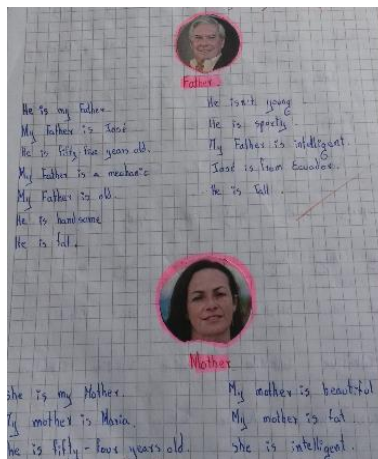 Father.
He is my Father.
My Father is José
He is fifty-five years old.
My Father is a mechanic
My Father is old.
He is handsome
He is fat.
He isn't young
He is sporty.
My Father is intelligent.
José is from Ecuador.
He is Tall.
Mother
she is my Mother.
My mother is Maria.
he is fifty-four years old.
My mother is beautiful
My mother is fat.
she is intelligent.